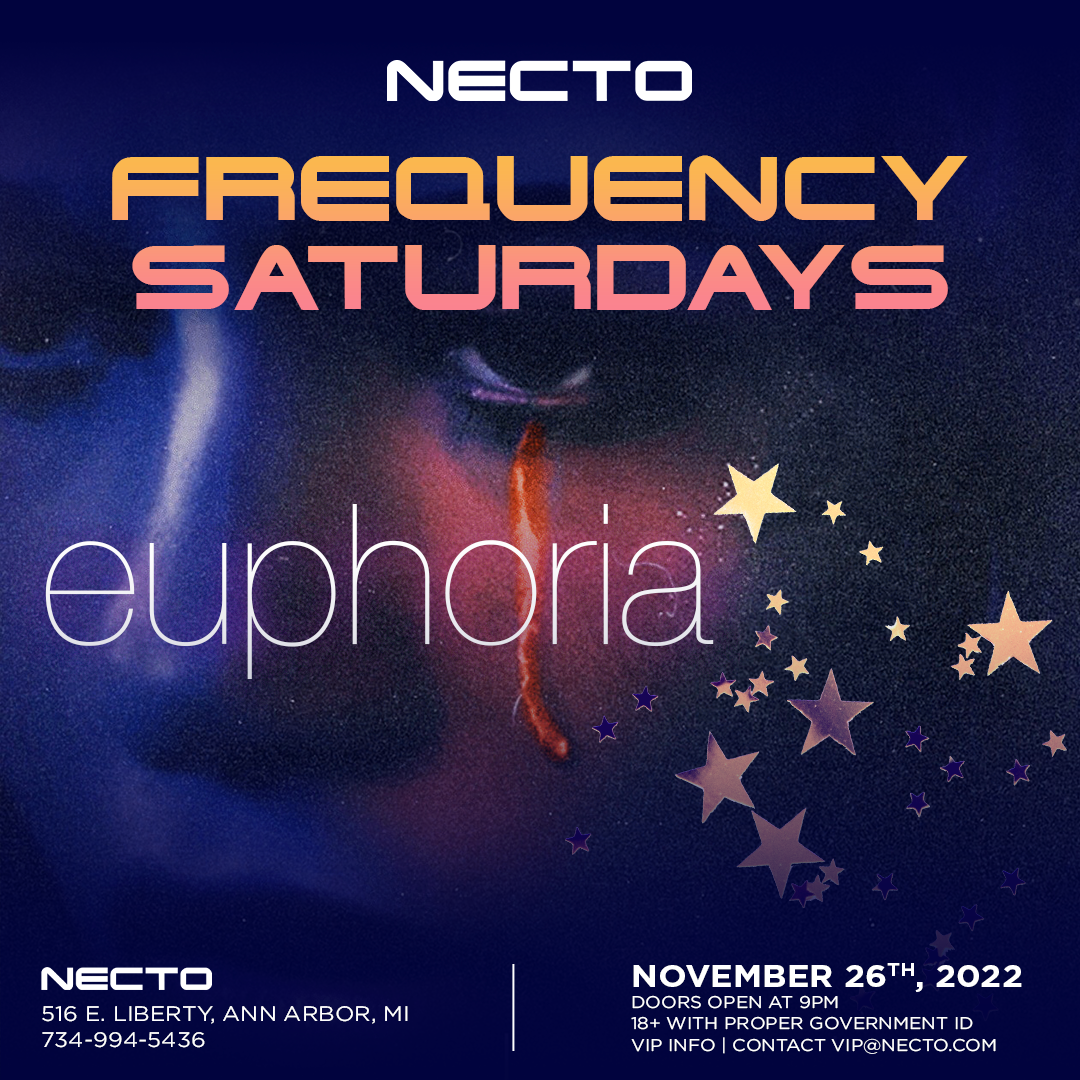 NECTO
FREQUENCY
SATURDAYS
euphoria
NECTO
516 E. LIBERTY, ANN ARBOR, MI
734-994-5436
NOVEMBER 26TH, 2022
DOORS OPEN AT 9PM
18+ WITH PROPER GOVERNMENT ID
VIP INFO | CONTACT VIP@NECTO.COM